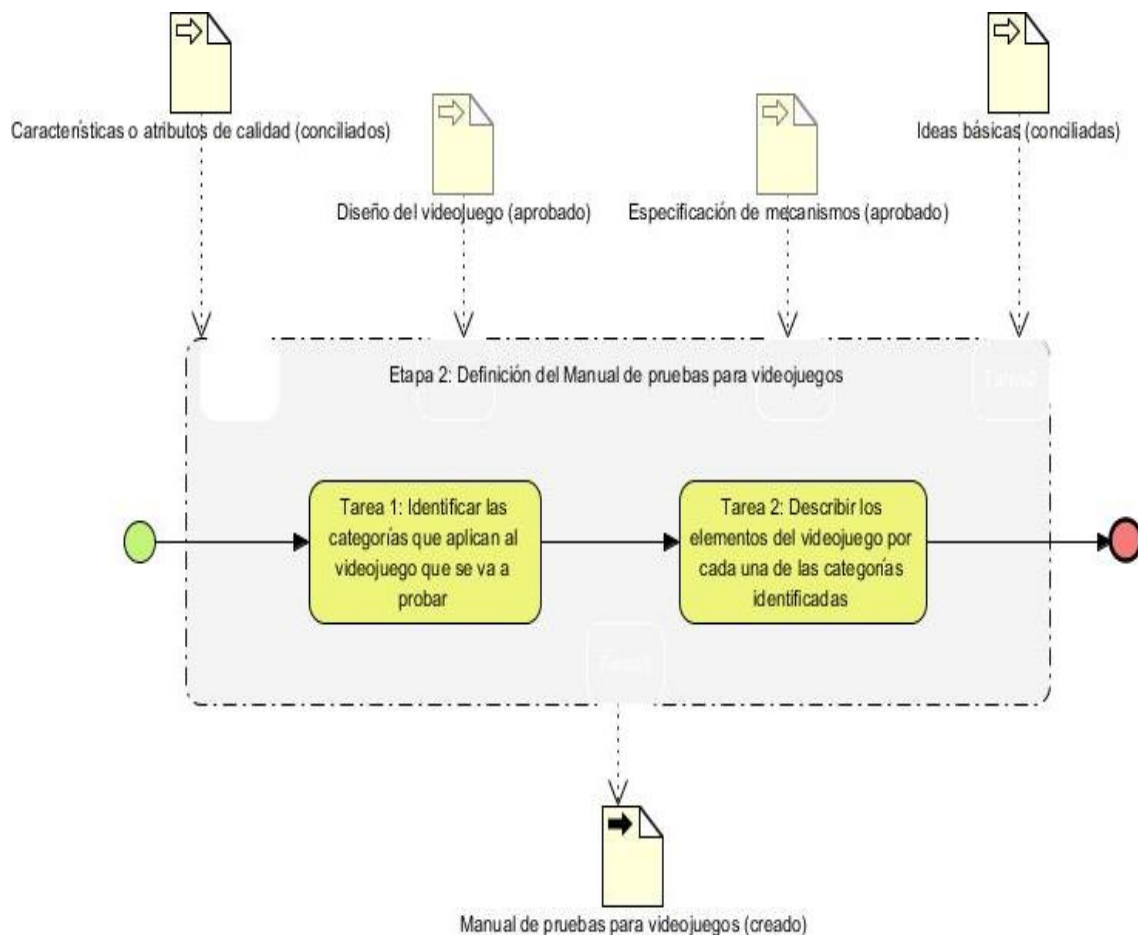 Características o atributos de calidad (conciliados)
Ideas básicas (conciliadas)
Diseño del videojuego (aprobado)
Especificación de mecanismos (aprobado)
Etapa 2: Definición del Manual de pruebas para videojuegos
Tarea 1: Identificar las
categorías que aplican al
videojuego que se va a
probar
Tarea 2: Describir los
elementos del videojuego por
cada una de las categorías
identificadas
Manual de pruebas para videojuegos (creado)